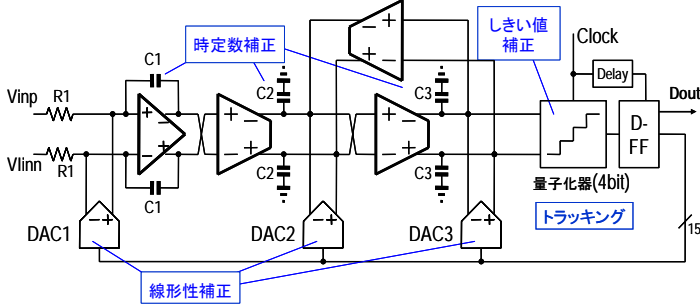 時定数補正
しきい値
補正
Clock
C1
Delay
Dout
Vinp
R1
C2
C3
D-
FF
Vlinn
R1
C1
C2
C3
量子化器(4bit)
トラッキング
15
DAC1
DAC2
DAC3
線形性補正